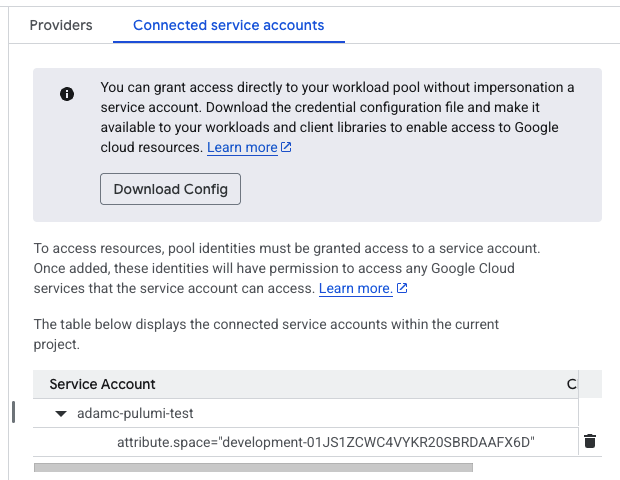 Providers
Connected service accounts
You can grant access directly to your workload pool without impersonation a
service account. Download the credential configuration file and make it
available to your workloads and client libraries to enable access to Google
cloud resources. Learn more
Download Config
To access resources, pool identities must be granted access to a service account.
Once added, these identities will have permission to access any Google Cloud
services that the service account can access. Learn more.
The table below displays the connected service accounts within the current
project.
Service Account
C
adamc-pulumi-test
attribute.space="development-01JS1ZCWC4VYKR20SBRDAAFX6D"